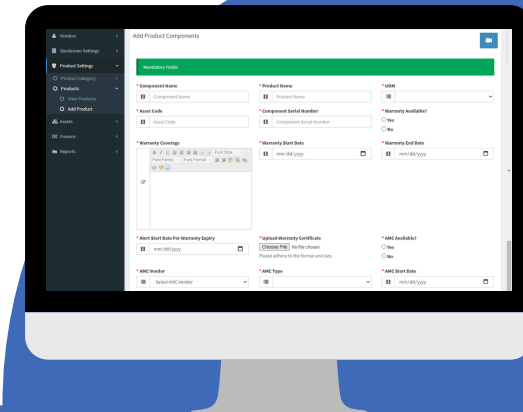 Vendors
Stockroom Settings
Product Settings
Product Category
Products
View Products
Add Product
Assets
Finance
Reports
Add Product Components
Mandatory Fields
* Component Name
* Product Name
* UOM
Component Name
Product Name
* Asset Code
* Component Serial Number
* Warranty Available?
Asset Code
Component Serial Number
Yes
No
* Warranty Coverage
* Warranty Start Date
* Warranty End Date
B I U
Font Size...
mm/dd/yyyy
mm/dd/yyyy
Font Family.
Font Format
* Alert Start Date For Warranty Expiry
* Upload Warranty Certificate
* AMC Available?
mm/dd/yyyy
Choose File No file chosen
Yes
Please adhere to the format and size.
No
* AMC Vendor
* AMC Type
* AMC Start Date
Select AMC Vendor
mm/dd/yyyy